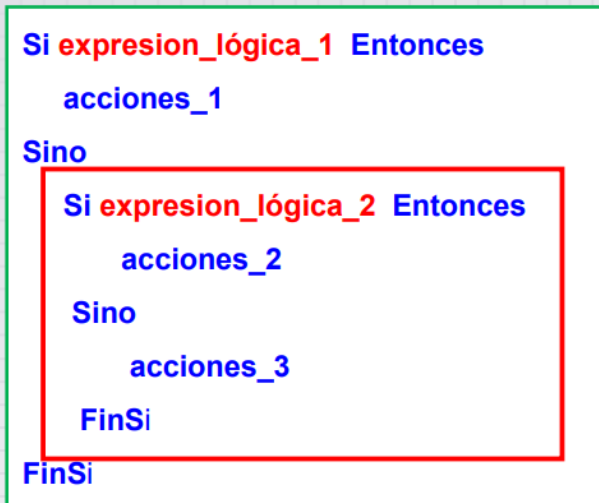 Si expresion_lógica_1 Entonces
acciones_1
Sino
Si expresion_lógica_2 Entonces
acciones_2
Sino
acciones_3
FinSi
FinSi